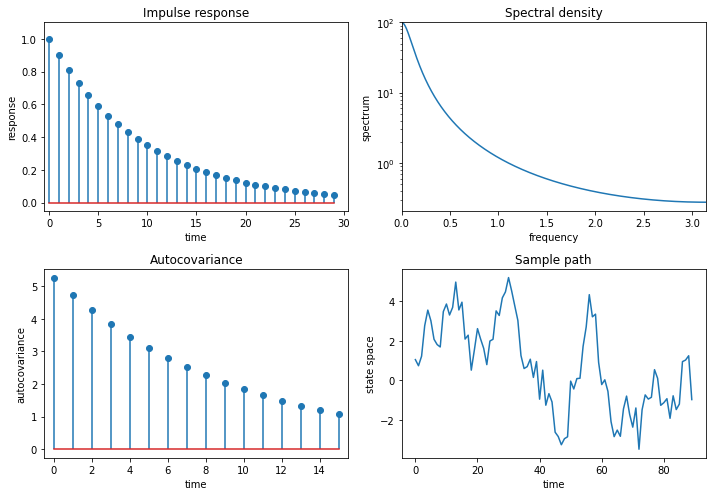 Impulse response
response
1.0
0.8
0.6
0.4
0.2
0.0
0 5 10 15 20 25 30
time
Spectral density
spectrum
10²
10¹
10⁰
0.0 0.5 1.0 1.5 2.0 2.5 3.0
frequency
Autocovariance
autocovariance
5
4
3
2
1
0
0 2 4 6 8 10 12 14
time
Sample path
state space
4
2
0
−2
0 20 40 60 80
time